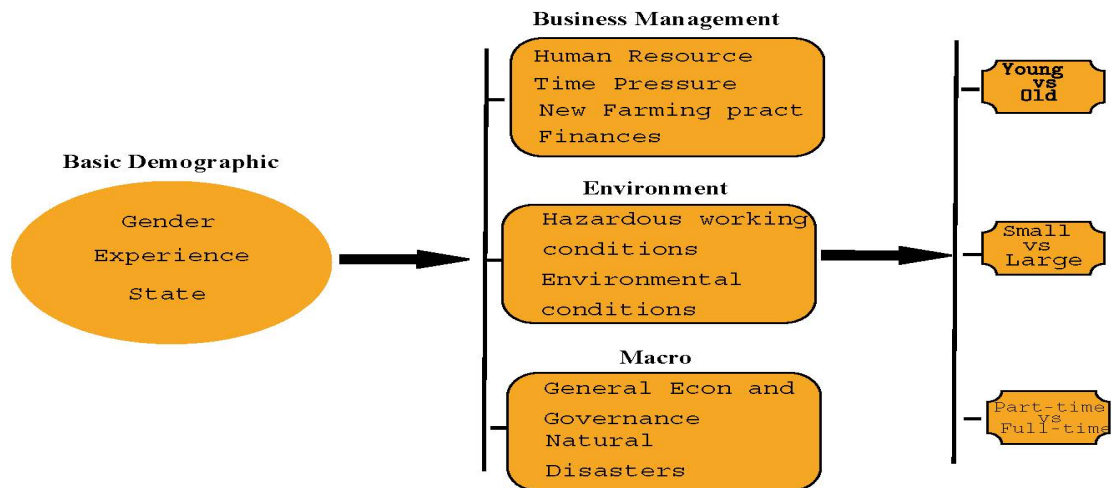 Basic Demographic
Gender
Experience
State
Business Management
Human Resource
Time Pressure
New Farming pract
Finances
Environment
Hazardous working
conditions
Environmental
conditions
Macro
General Econ and
Governance
Natural
Disasters
Young
vs
Old
Small
vs
Large
Part-time
vs
Full-time